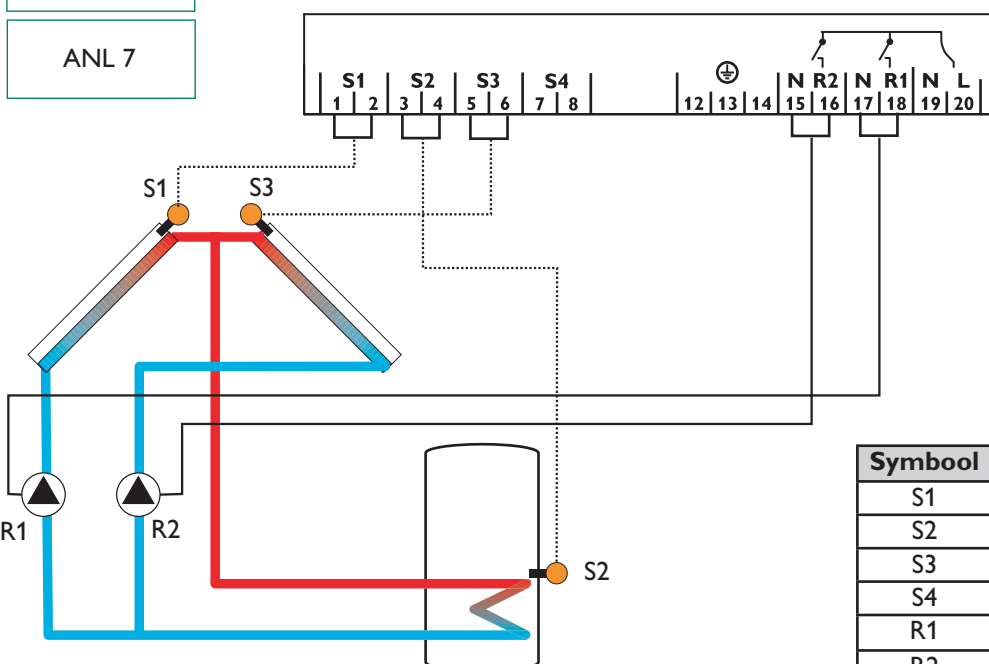 ANL 7
S1 S2 S3 S4
N R2 N R1 N L
1 2 3 4 5 6 7 8 12 13 14 15 16 17 18 19 20
S1 S3
R1 R2
S2
Symbool
S1
S2
S3
S4
R1
R2